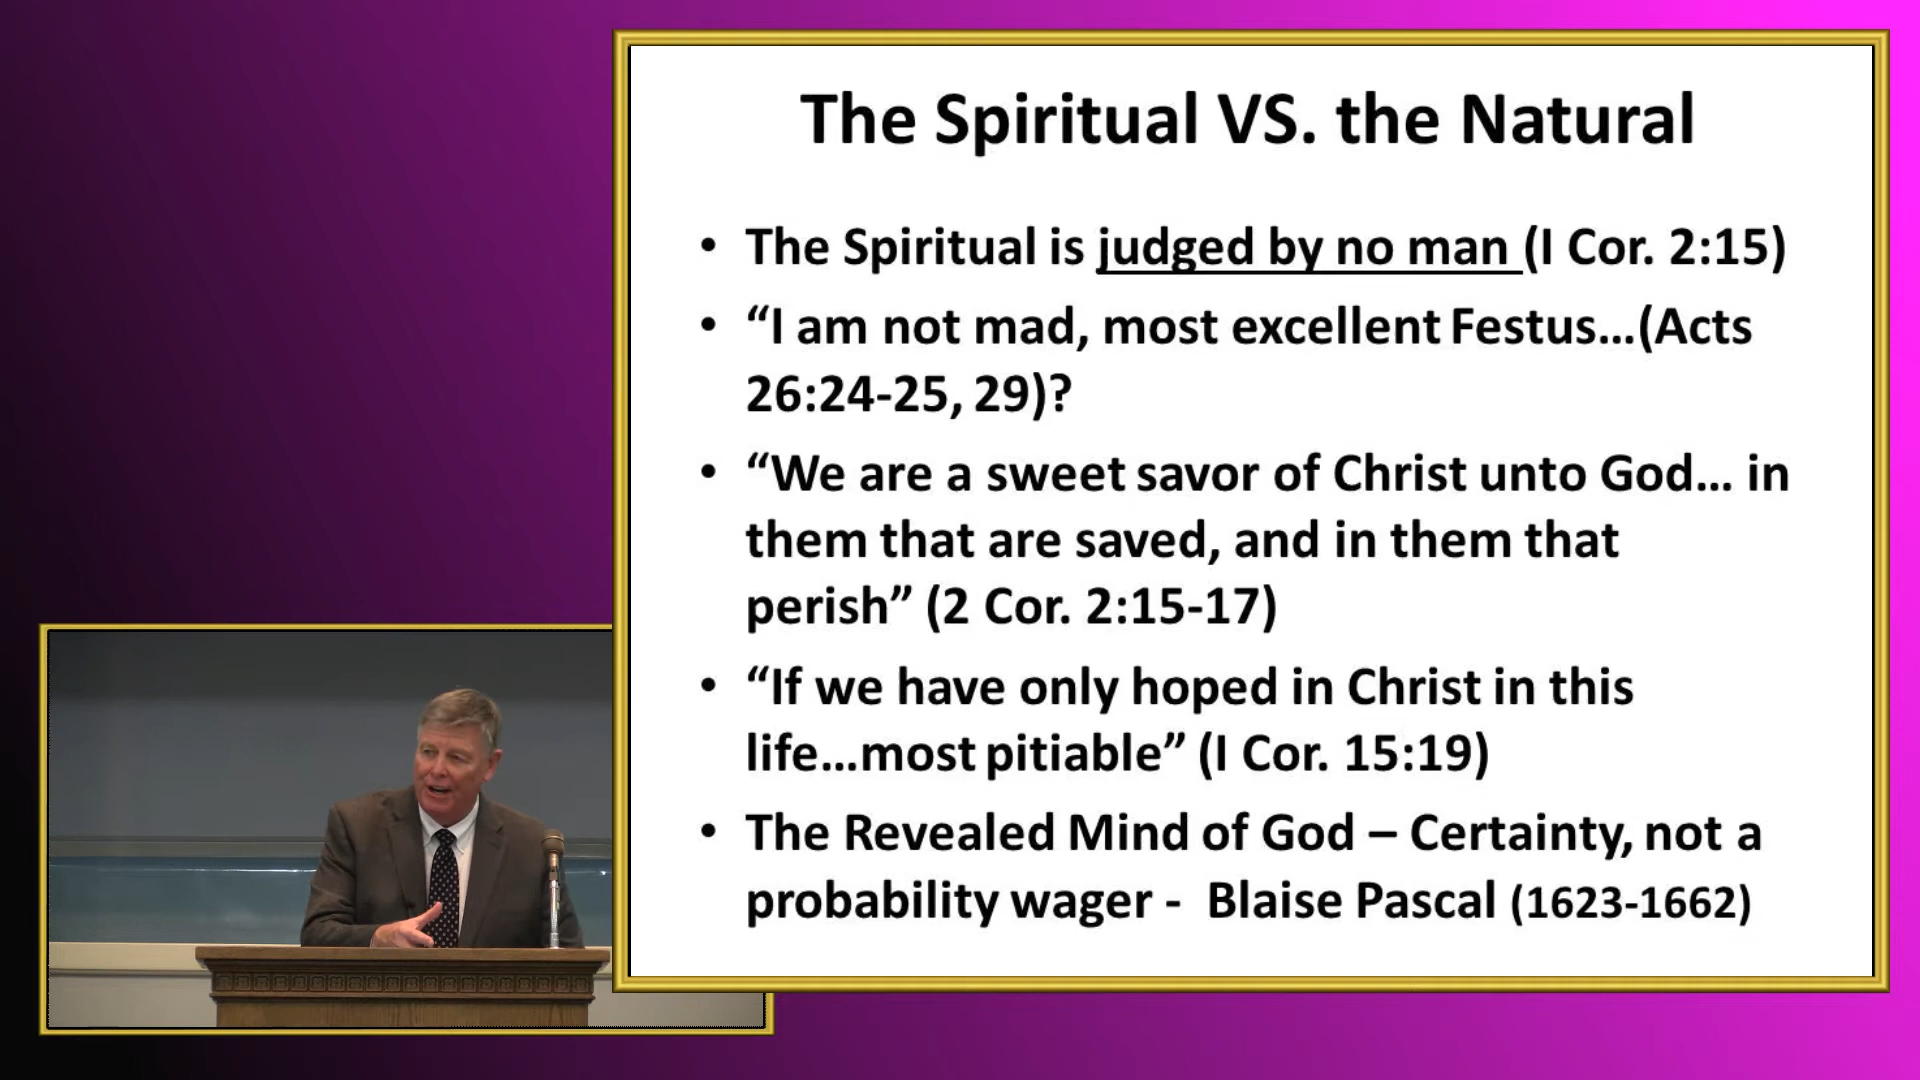 The Spiritual VS. the Natural
• The Spiritual is judged by no man (I Cor. 2:15)
• “I am not mad, most excellent Festus…(Acts
26:24-25, 29)?
• “We are a sweet savor of Christ unto God… in
them that are saved, and in them that
perish” (2 Cor. 2:15-17)
• “If we have only hoped in Christ in this
life…most pitiable” (I Cor. 15:19)
• The Revealed Mind of God – Certainty, not a
probability wager - Blaise Pascal (1623-1662)